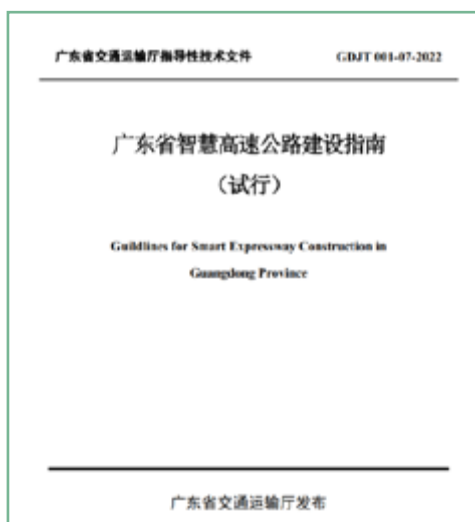 广东省交通运输厅指导性技术文件 GDJT 001-07-2022
广东省智慧高速公路建设指南
（试行）
Guildlines for Smart Expressway Construction in
Guangdong Province
广东省交通运输厅发布